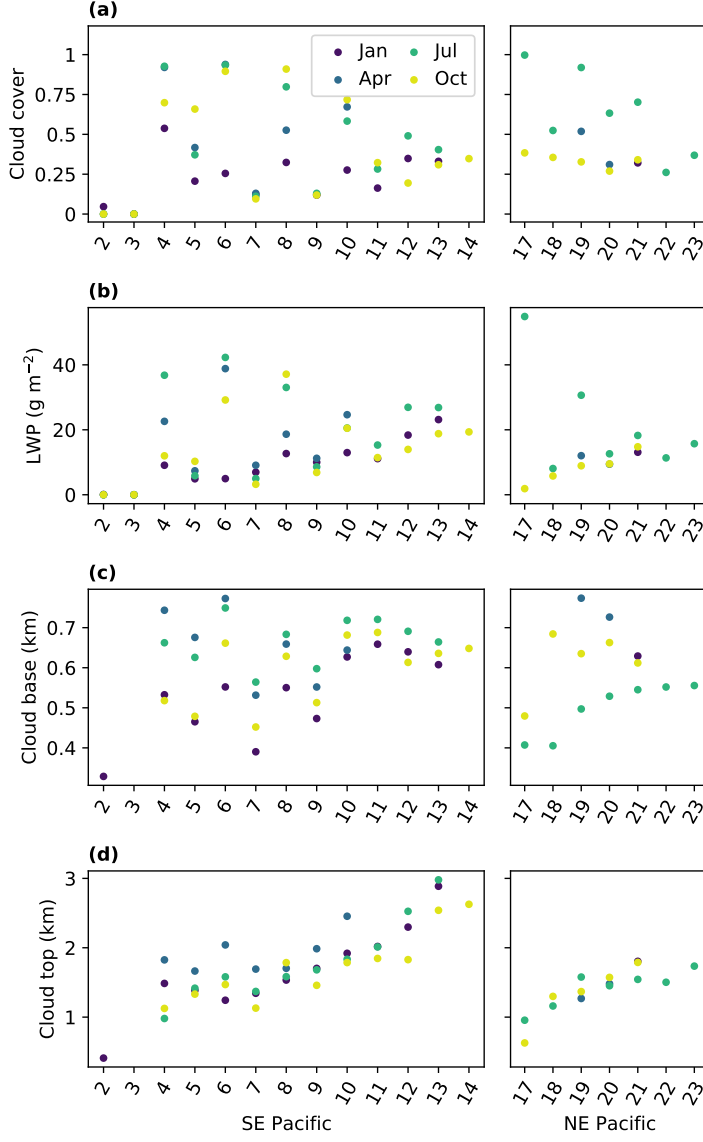 (a)
Cloud cover
1
0.75
0.5
0.25
0
Jan Jul
Apr Oct
2 3 4 5 6 7 8 9 10 11 12 13 14
17 18 19 20 21 22 23
(b)
LWP (g m−2)
40
20
0
2 3 4 5 6 7 8 9 10 11 12 13 14
17 18 19 20 21 22 23
(c)
Cloud base (km)
0.7
0.6
0.5
0.4
2 3 4 5 6 7 8 9 10 11 12 13 14
17 18 19 20 21 22 23
(d)
Cloud top (km)
3
2
1
2 3 4 5 6 7 8 9 10 11 12 13 14
17 18 19 20 21 22 23
SE Pacific
NE Pacific